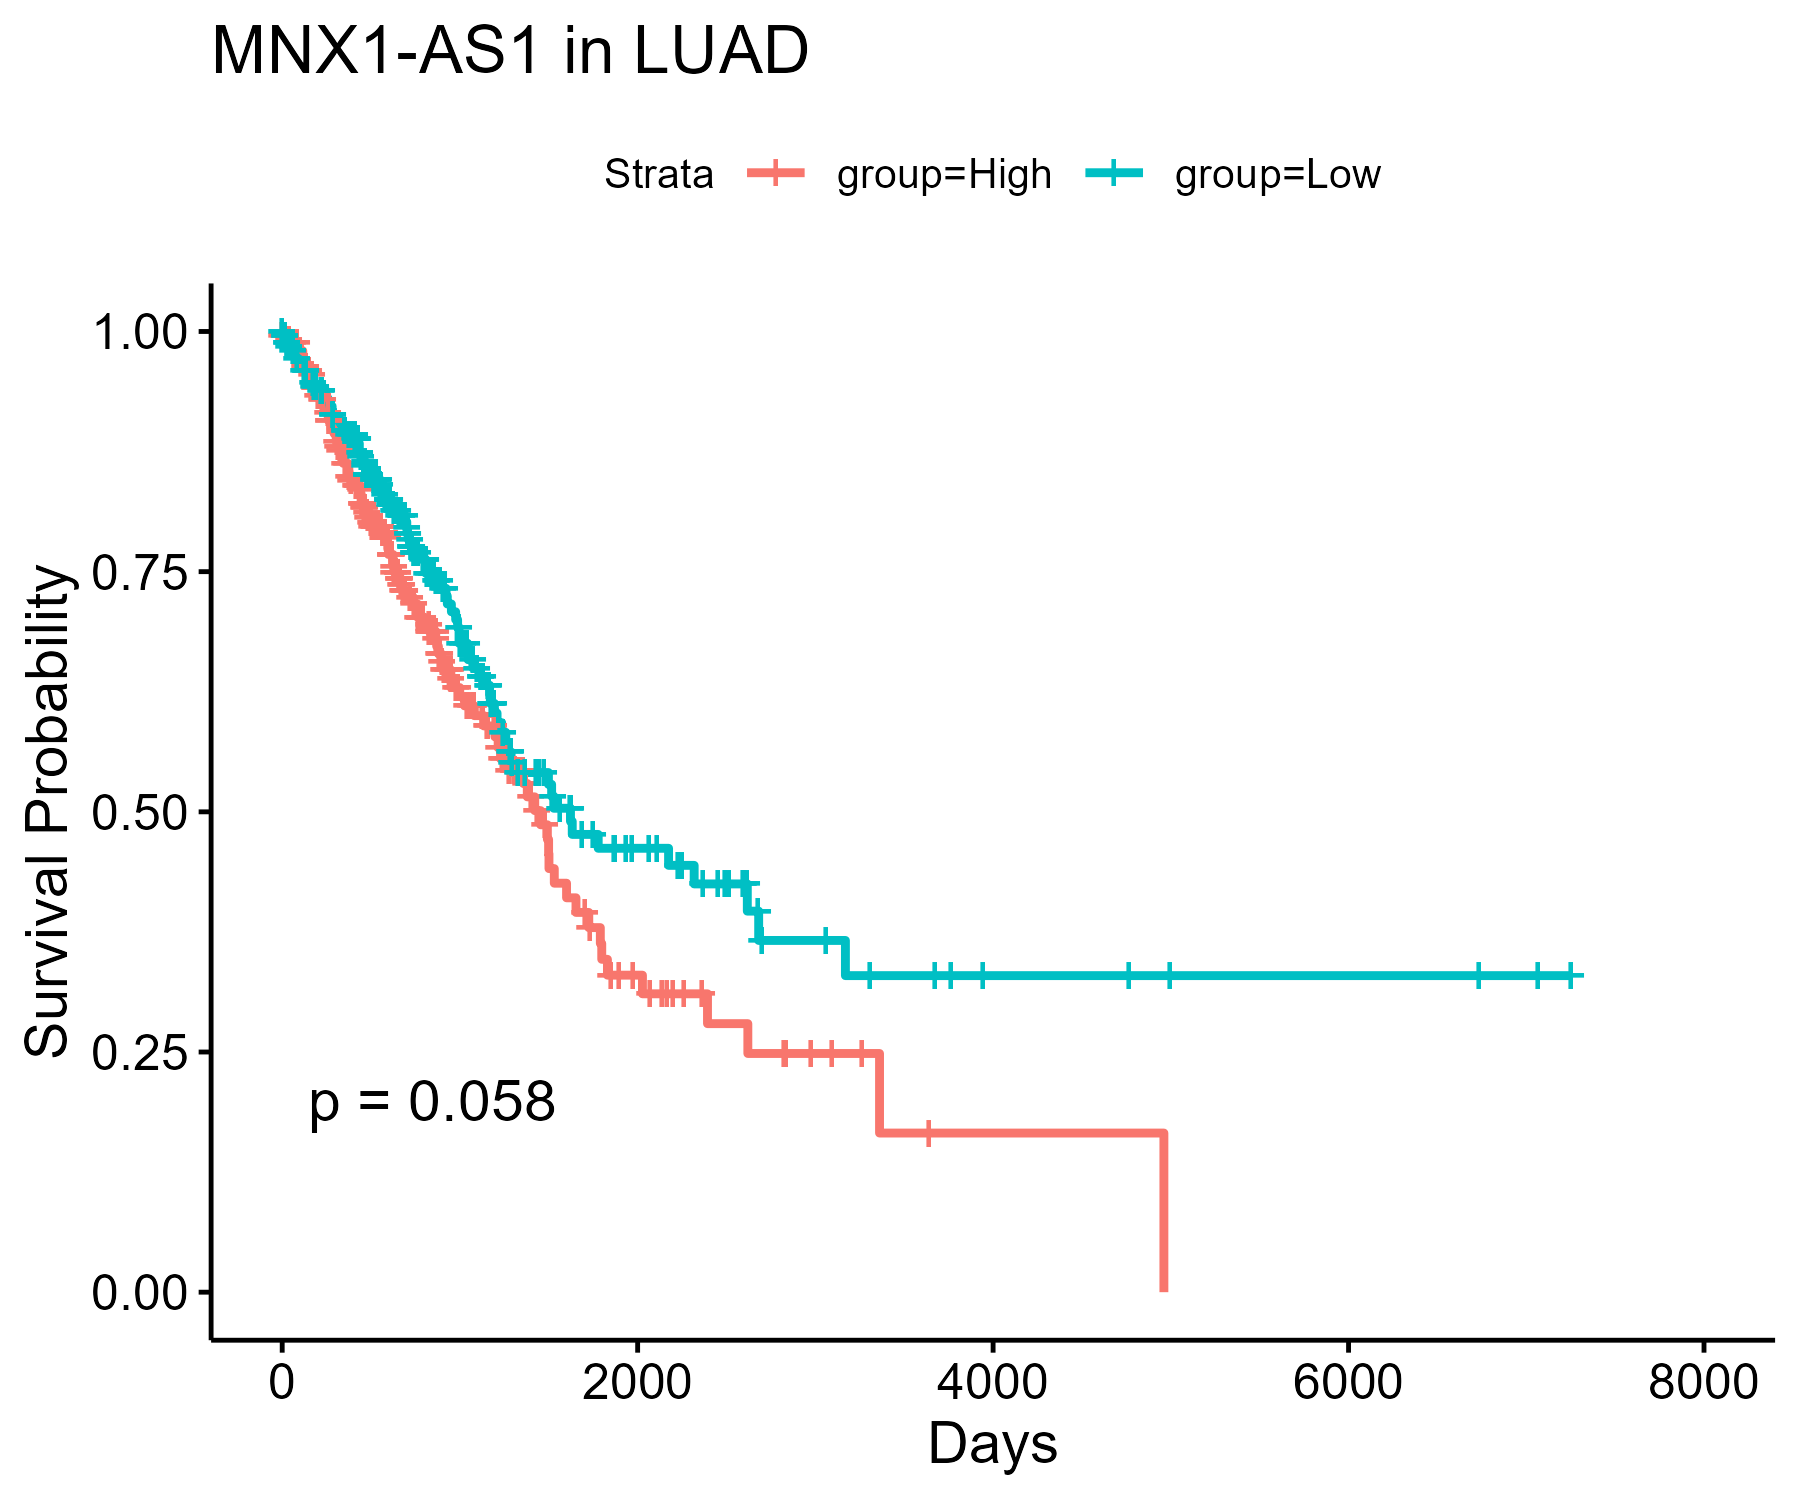 MNX1-AS1 in LUAD
Strata group=High group=Low
Survival Probability
1.00
0.75
0.50
0.25
0.00
p = 0.058
0 2000 4000 6000 8000
Days